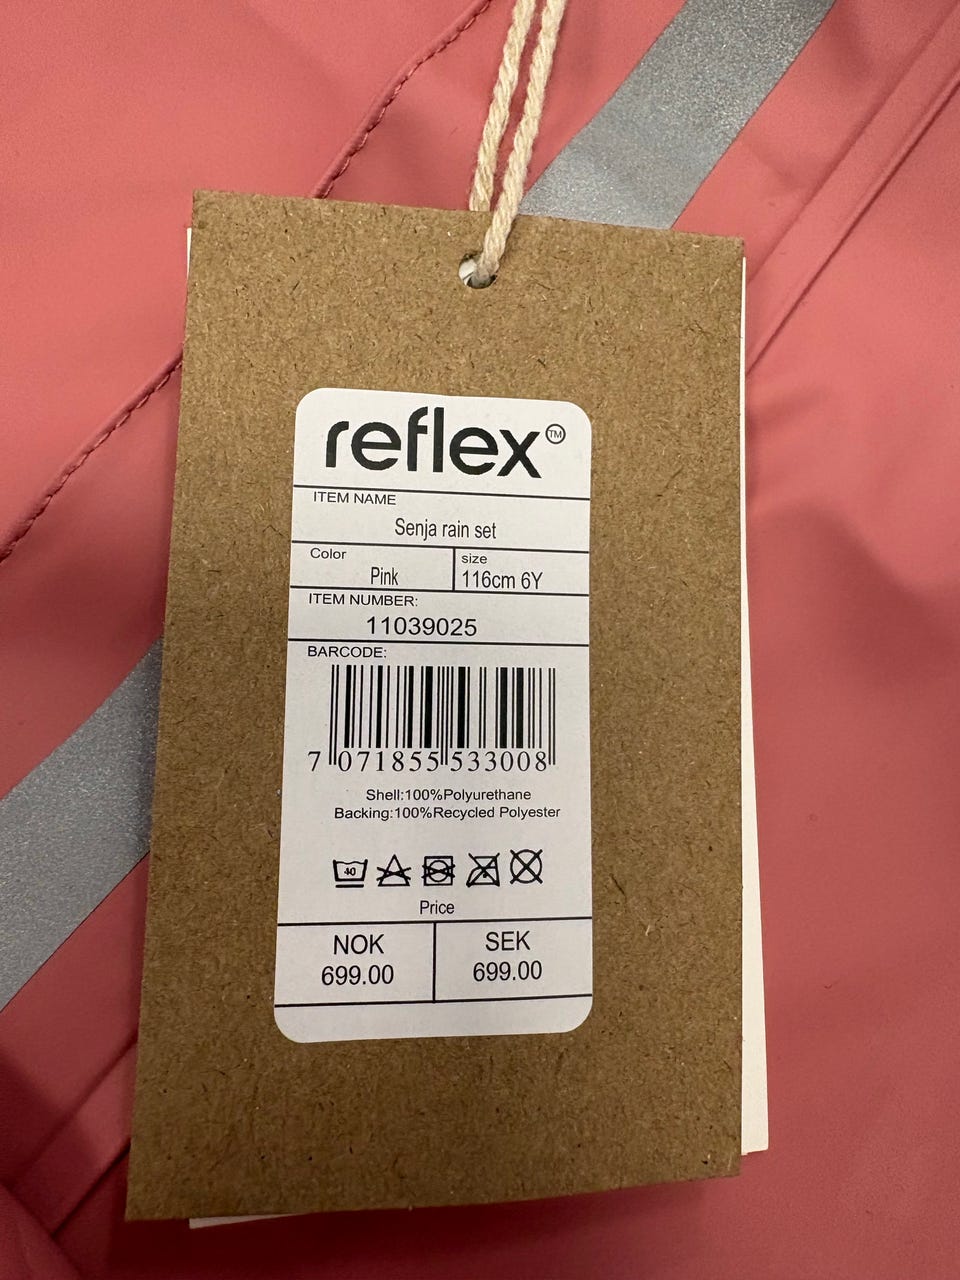 reflex™
ITEM NAME
Senja rain set
Color
Pink
size
116cm 6Y
ITEM NUMBER:
11039025
BARCODE:
7 071855 533008
Shell:100%Polyurethane
Backing:100%Recycled Polyester
40
Price
NOK
699.00
SEK
699.00